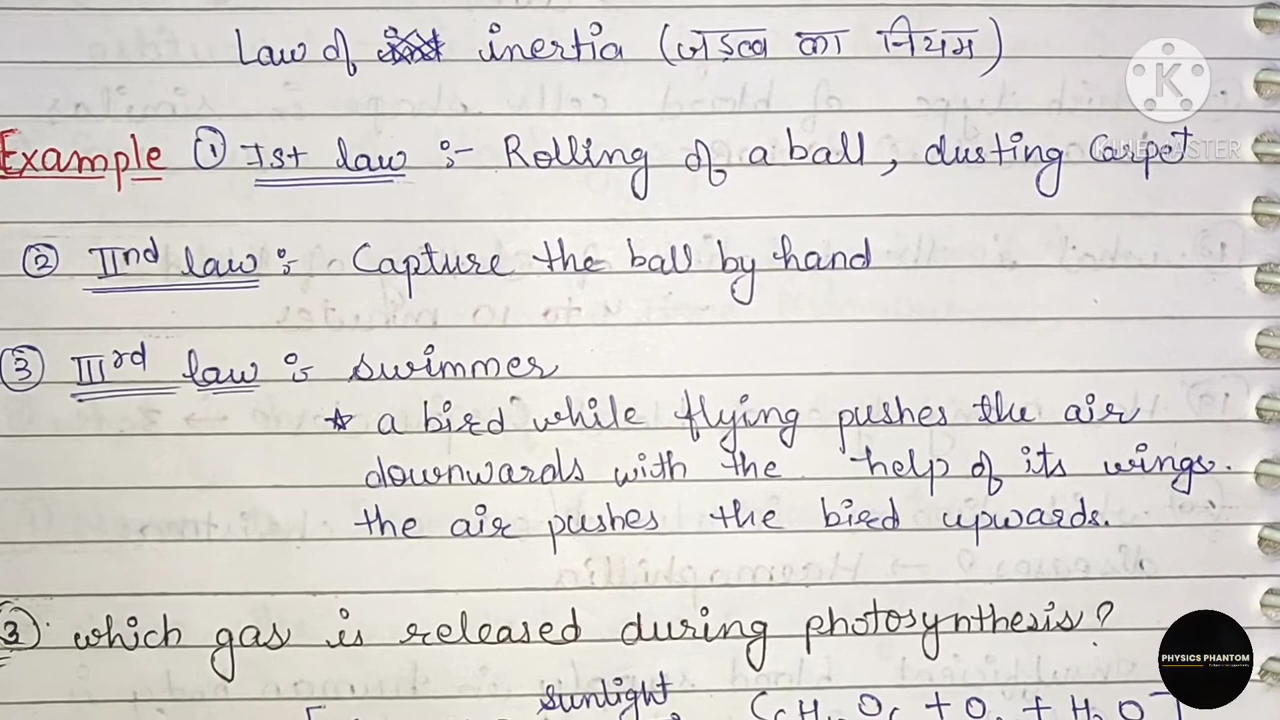 Law of inertia (जड़त्व का नियम)
Example ① Ist law :- Rolling of a ball, dusting carpet
② IInd law :- Capture the ball by hand
③ IIIrd law :- swimmer
* a bird while flying pushes the air
downwards with the help of its wings.
the air pushes the bird upwards.
which gas is released during photosynthesis?
sunlight
K
PHYSICS PHANTOM